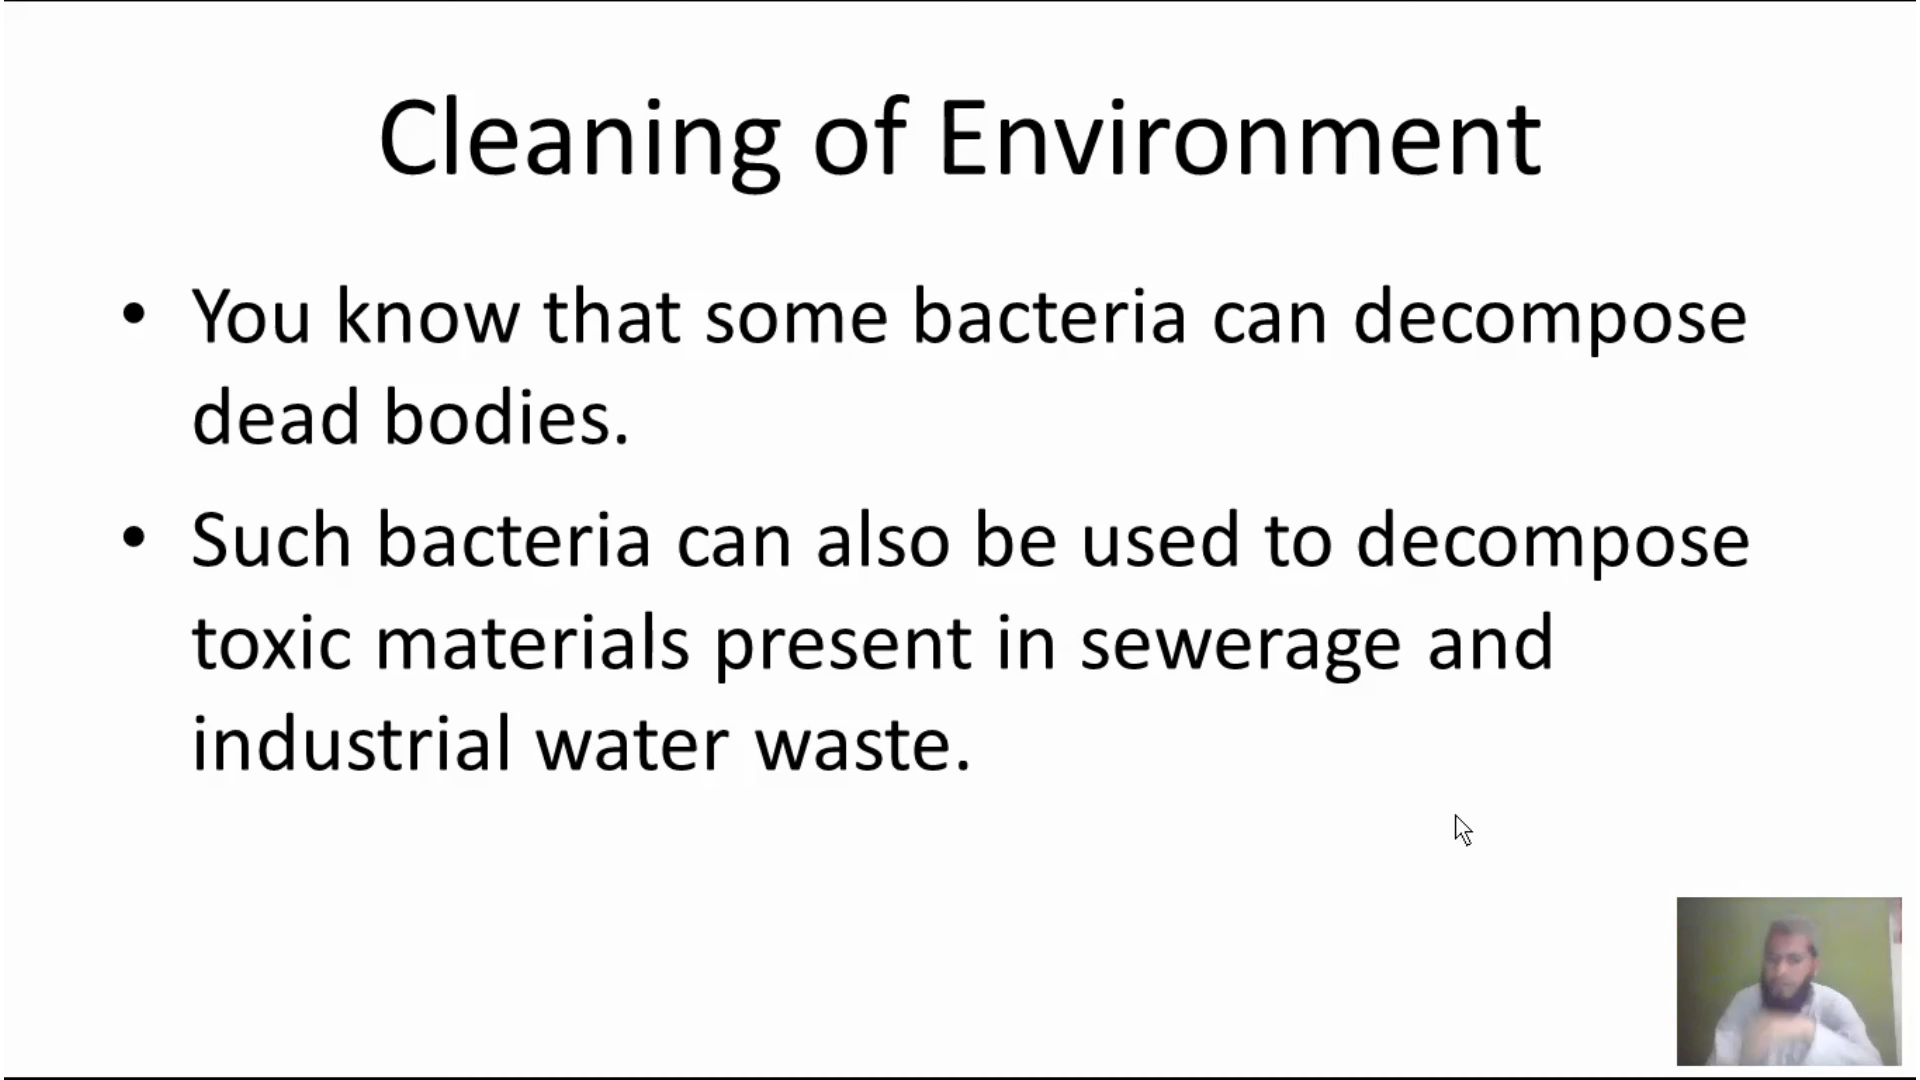 Cleaning of Environment
• You know that some bacteria can decompose
dead bodies.
• Such bacteria can also be used to decompose
toxic materials present in sewerage and
industrial water waste.